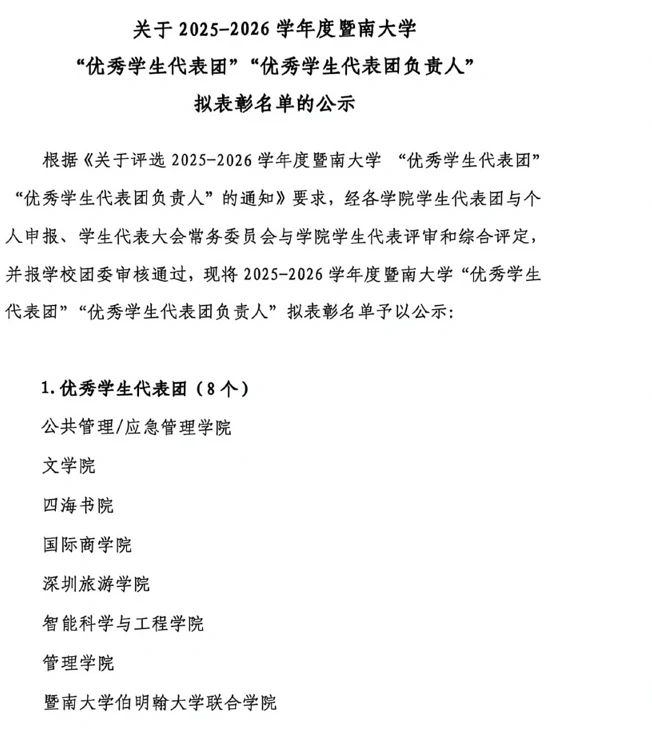 关于 2025-2026 学年度暨南大学
“优秀学生代表团”“优秀学生代表团负责人”
拟表彰名单的公示
根据《关于评选 2025-2026 学年度暨南大学 “优秀学生代表团”
“优秀学生代表团负责人”的通知》要求，经各学院学生代表团与个
人申报、学生代表大会常务委员会与学院学生代表评审和综合评定，
并报学校团委审核通过，现将 2025-2026 学年度暨南大学“优秀学生
代表团”“优秀学生代表团负责人”拟表彰名单予以公示：
1.优秀学生代表团（8 个）
公共管理/应急管理学院
文学院
四海书院
国际商学院
深圳旅游学院
智能科学与工程学院
管理学院
暨南大学伯明翰大学联合学院